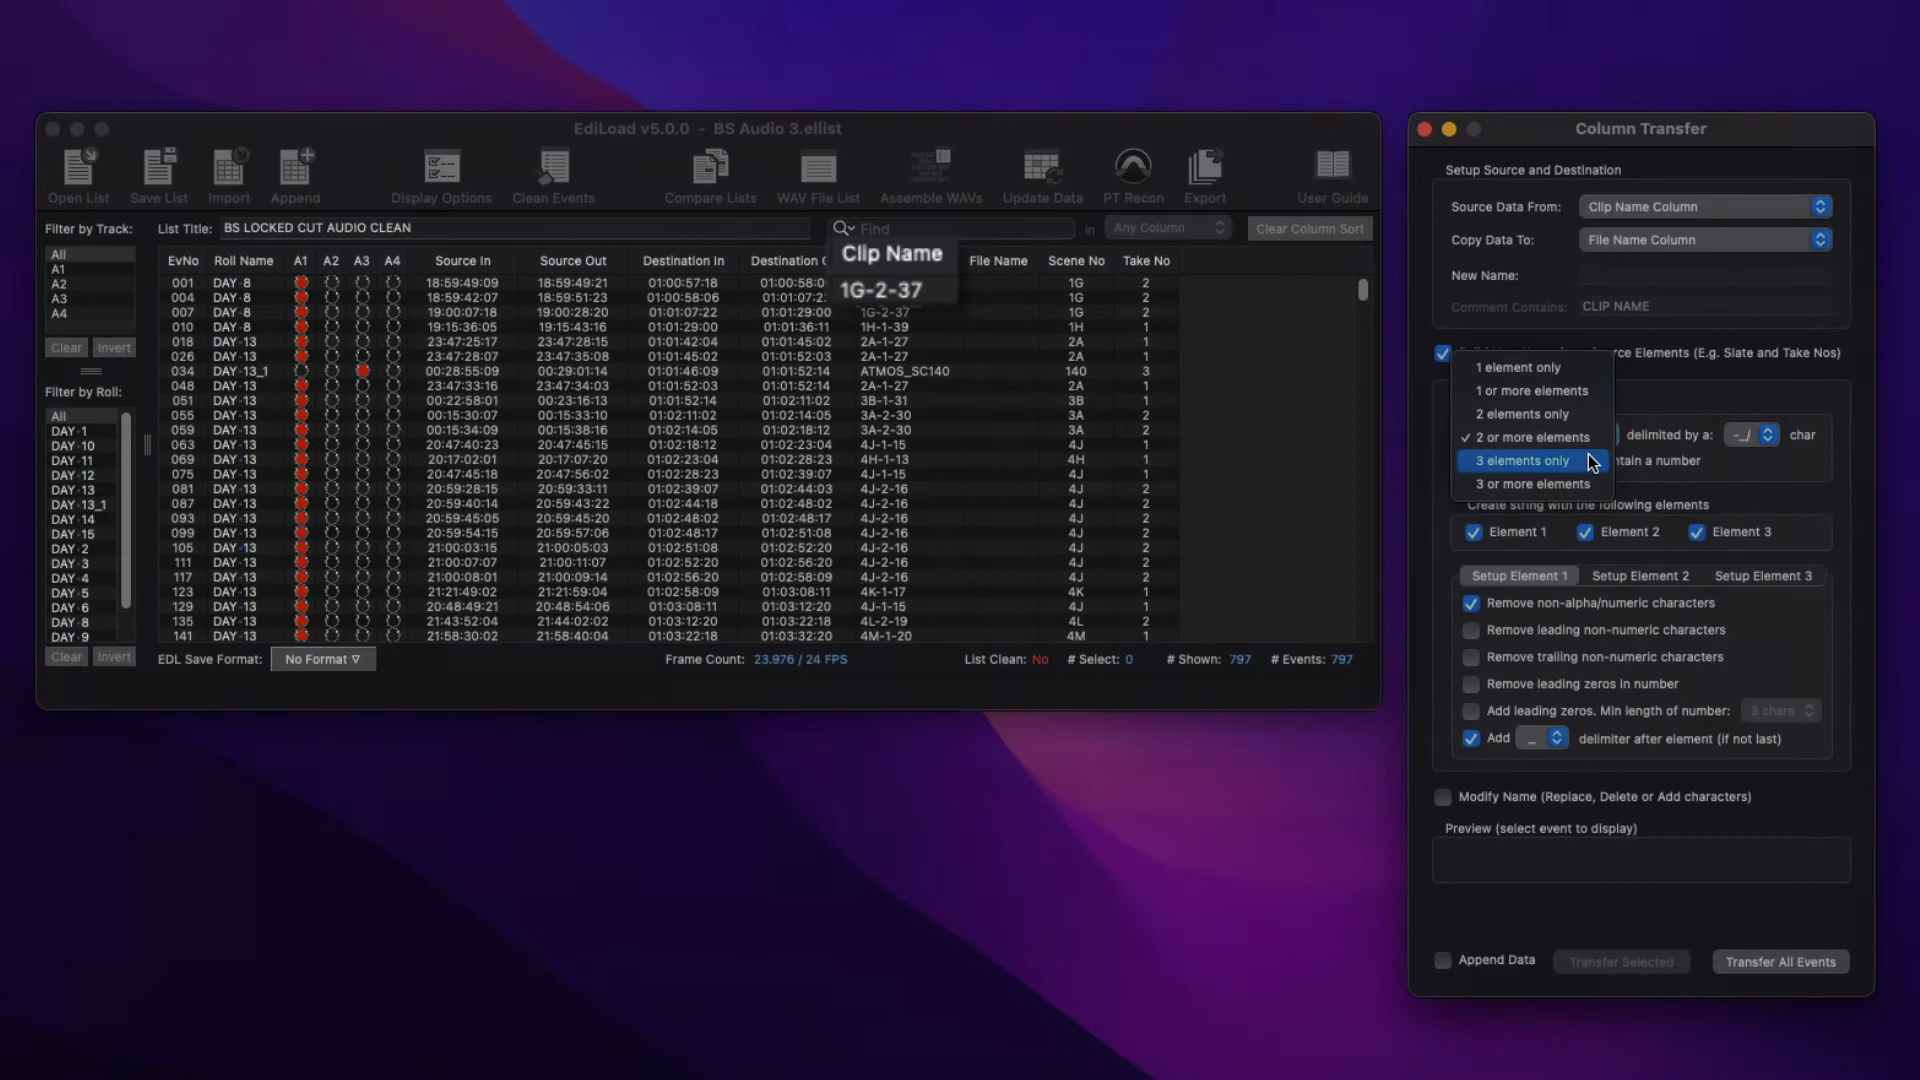 EdiLoad v5.0.0 - BS Audio 3.ellist
Open List Save List Import Append Display Options Clean Events Compare Lists WAV File List Assemble WAVs Update Data PT Recon Export User Guide
Filter by Track: List Title: BS LOCKED CUT AUDIO CLEAN Find In Any Column Clear Column Sort
All
A1
A2
A3
A4
Clear Invert
Filter by Roll:
All
DAY-1
DAY-10
DAY-11
DAY-12
DAY-13
DAY-13_1
DAY-14
DAY-15
DAY-2
DAY-3
DAY-4
DAY-5
DAY-6
DAY-8
DAY-9
Clear Invert
EvNo Roll Name A1 A2 A3 A4 Source In Source Out Destination In Destination Clip Name File Name Scene No Take No
001 DAY-8 18:59:49:09 18:59:49:21 01:00:57:18 01:00:58:0 1G-2-37 1G 2
004 DAY-8 18:59:42:07 18:59:51:23 01:00:58:06 01:01:07:2 1G 2
007 DAY-8 19:00:07:18 19:00:28:20 01:01:07:22 01:01:29:00 1G-2-37 1G 2
010 DAY-8 19:15:36:05 19:15:43:16 01:01:29:00 01:01:36:11 1H-1-39 1H 1
018 DAY-13 23:47:25:17 23:47:28:15 01:01:42:04 01:01:45:02 2A-1-27 2A 1
026 DAY-13 23:47:28:07 23:47:35:08 01:01:45:02 01:01:52:03 2A-1-27 2A 1
034 DAY-13_1 00:28:55:09 00:29:01:14 01:01:46:09 01:01:52:14 ATMOS_SC140 140 3
048 DAY-13 23:47:33:16 23:47:34:03 01:01:52:03 01:01:52:14 2A-1-27 2A 1
051 DAY-13 00:22:58:01 00:23:16:13 01:01:52:14 01:02:11:02 3B-1-31 3B 1
055 DAY-13 00:15:30:07 00:15:33:10 01:02:11:02 01:02:14:05 3A-2-30 3A 2
059 DAY-13 00:15:34:09 00:15:38:16 01:02:14:05 01:02:18:12 3A-2-30 3A 2
063 DAY-13 20:47:40:23 20:47:45:15 01:02:18:12 01:02:23:04 4J-1-15 4J 1
069 DAY-13 20:17:02:01 20:17:07:20 01:02:23:04 01:02:28:23 4H-1-13 4H 1
075 DAY-13 20:47:45:18 20:47:56:02 01:02:28:23 01:02:39:07 4J-1-15 4J 1
081 DAY-13 20:59:28:15 20:59:33:11 01:02:39:07 01:02:44:03 4J-2-16 4J 2
087 DAY-13 20:59:40:14 20:59:43:22 01:02:44:18 01:02:48:02 4J-2-16 4J 2
093 DAY-13 20:59:45:05 20:59:45:20 01:02:48:02 01:02:48:17 4J-2-16 4J 2
099 DAY-13 20:59:54:15 20:59:57:06 01:02:48:17 01:02:51:08 4J-2-16 4J 2
105 DAY-13 21:00:03:15 21:00:05:03 01:02:51:08 01:02:52:20 4J-2-16 4J 2
111 DAY-13 21:00:07:07 21:00:11:07 01:02:52:20 01:02:56:20 4J-2-16 4J 2
117 DAY-13 21:00:08:01 21:00:09:14 01:02:56:20 01:02:58:09 4J-2-16 4J 2
123 DAY-13 21:21:49:02 21:21:59:04 01:02:58:09 01:03:08:11 4K-1-17 4K 1
129 DAY-13 20:48:49:21 20:48:54:06 01:03:08:11 01:03:12:20 4J-1-15 4J 1
135 DAY-13 21:43:52:04 21:44:02:02 01:03:12:20 01:03:22:18 4L-2-19 4L 2
141 DAY-13 21:58:30:02 21:58:40:04 01:03:22:18 01:03:32:20 4M-1-20 4M 1
EDL Save Format: No Format ▽ Frame Count: 23.976 / 24 FPS List Clean: No # Select: 0 # Shown: 797 # Events: 797
Column Transfer
Setup Source and Destination
Source Data From: Clip Name Column
Copy Data To: File Name Column
New Name:
Comment Contains: CLIP NAME
rce Elements (E.g. Slate and Take Nos)
1 element only
1 or more elements
2 elements only
✓ 2 or more elements delimited by a: -_/ char
3 elements only ntain a number
3 or more elements
Create string with the following elements
Element 1 Element 2 Element 3
Setup Element 1 Setup Element 2 Setup Element 3
Remove non-alpha/numeric characters
Remove leading non-numeric characters
Remove trailing non-numeric characters
Remove leading zeros in number
Add leading zeros. Min length of number: 3 chars
Add _ delimiter after element (if not last)
Modify Name (Replace, Delete or Add characters)
Preview (select event to display)
Append Data Transfer Selected Transfer All Events